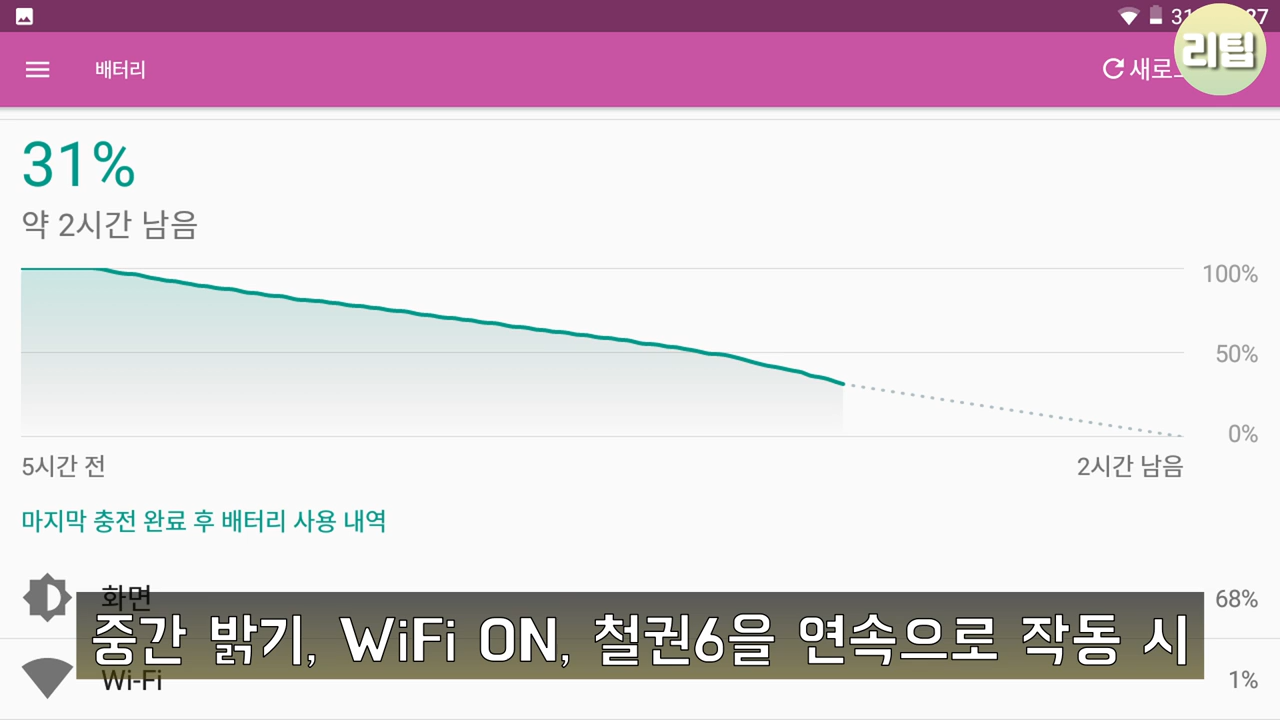 리팁
배터리
31%
약 2시간 남음
100%
50%
0%
5시간 전
2시간 남음
마지막 충전 완료 후 배터리 사용 내역
화면
68%
중간 밝기, WiFi ON, 철권6을 연속으로 작동 시
Wi-Fi
1%